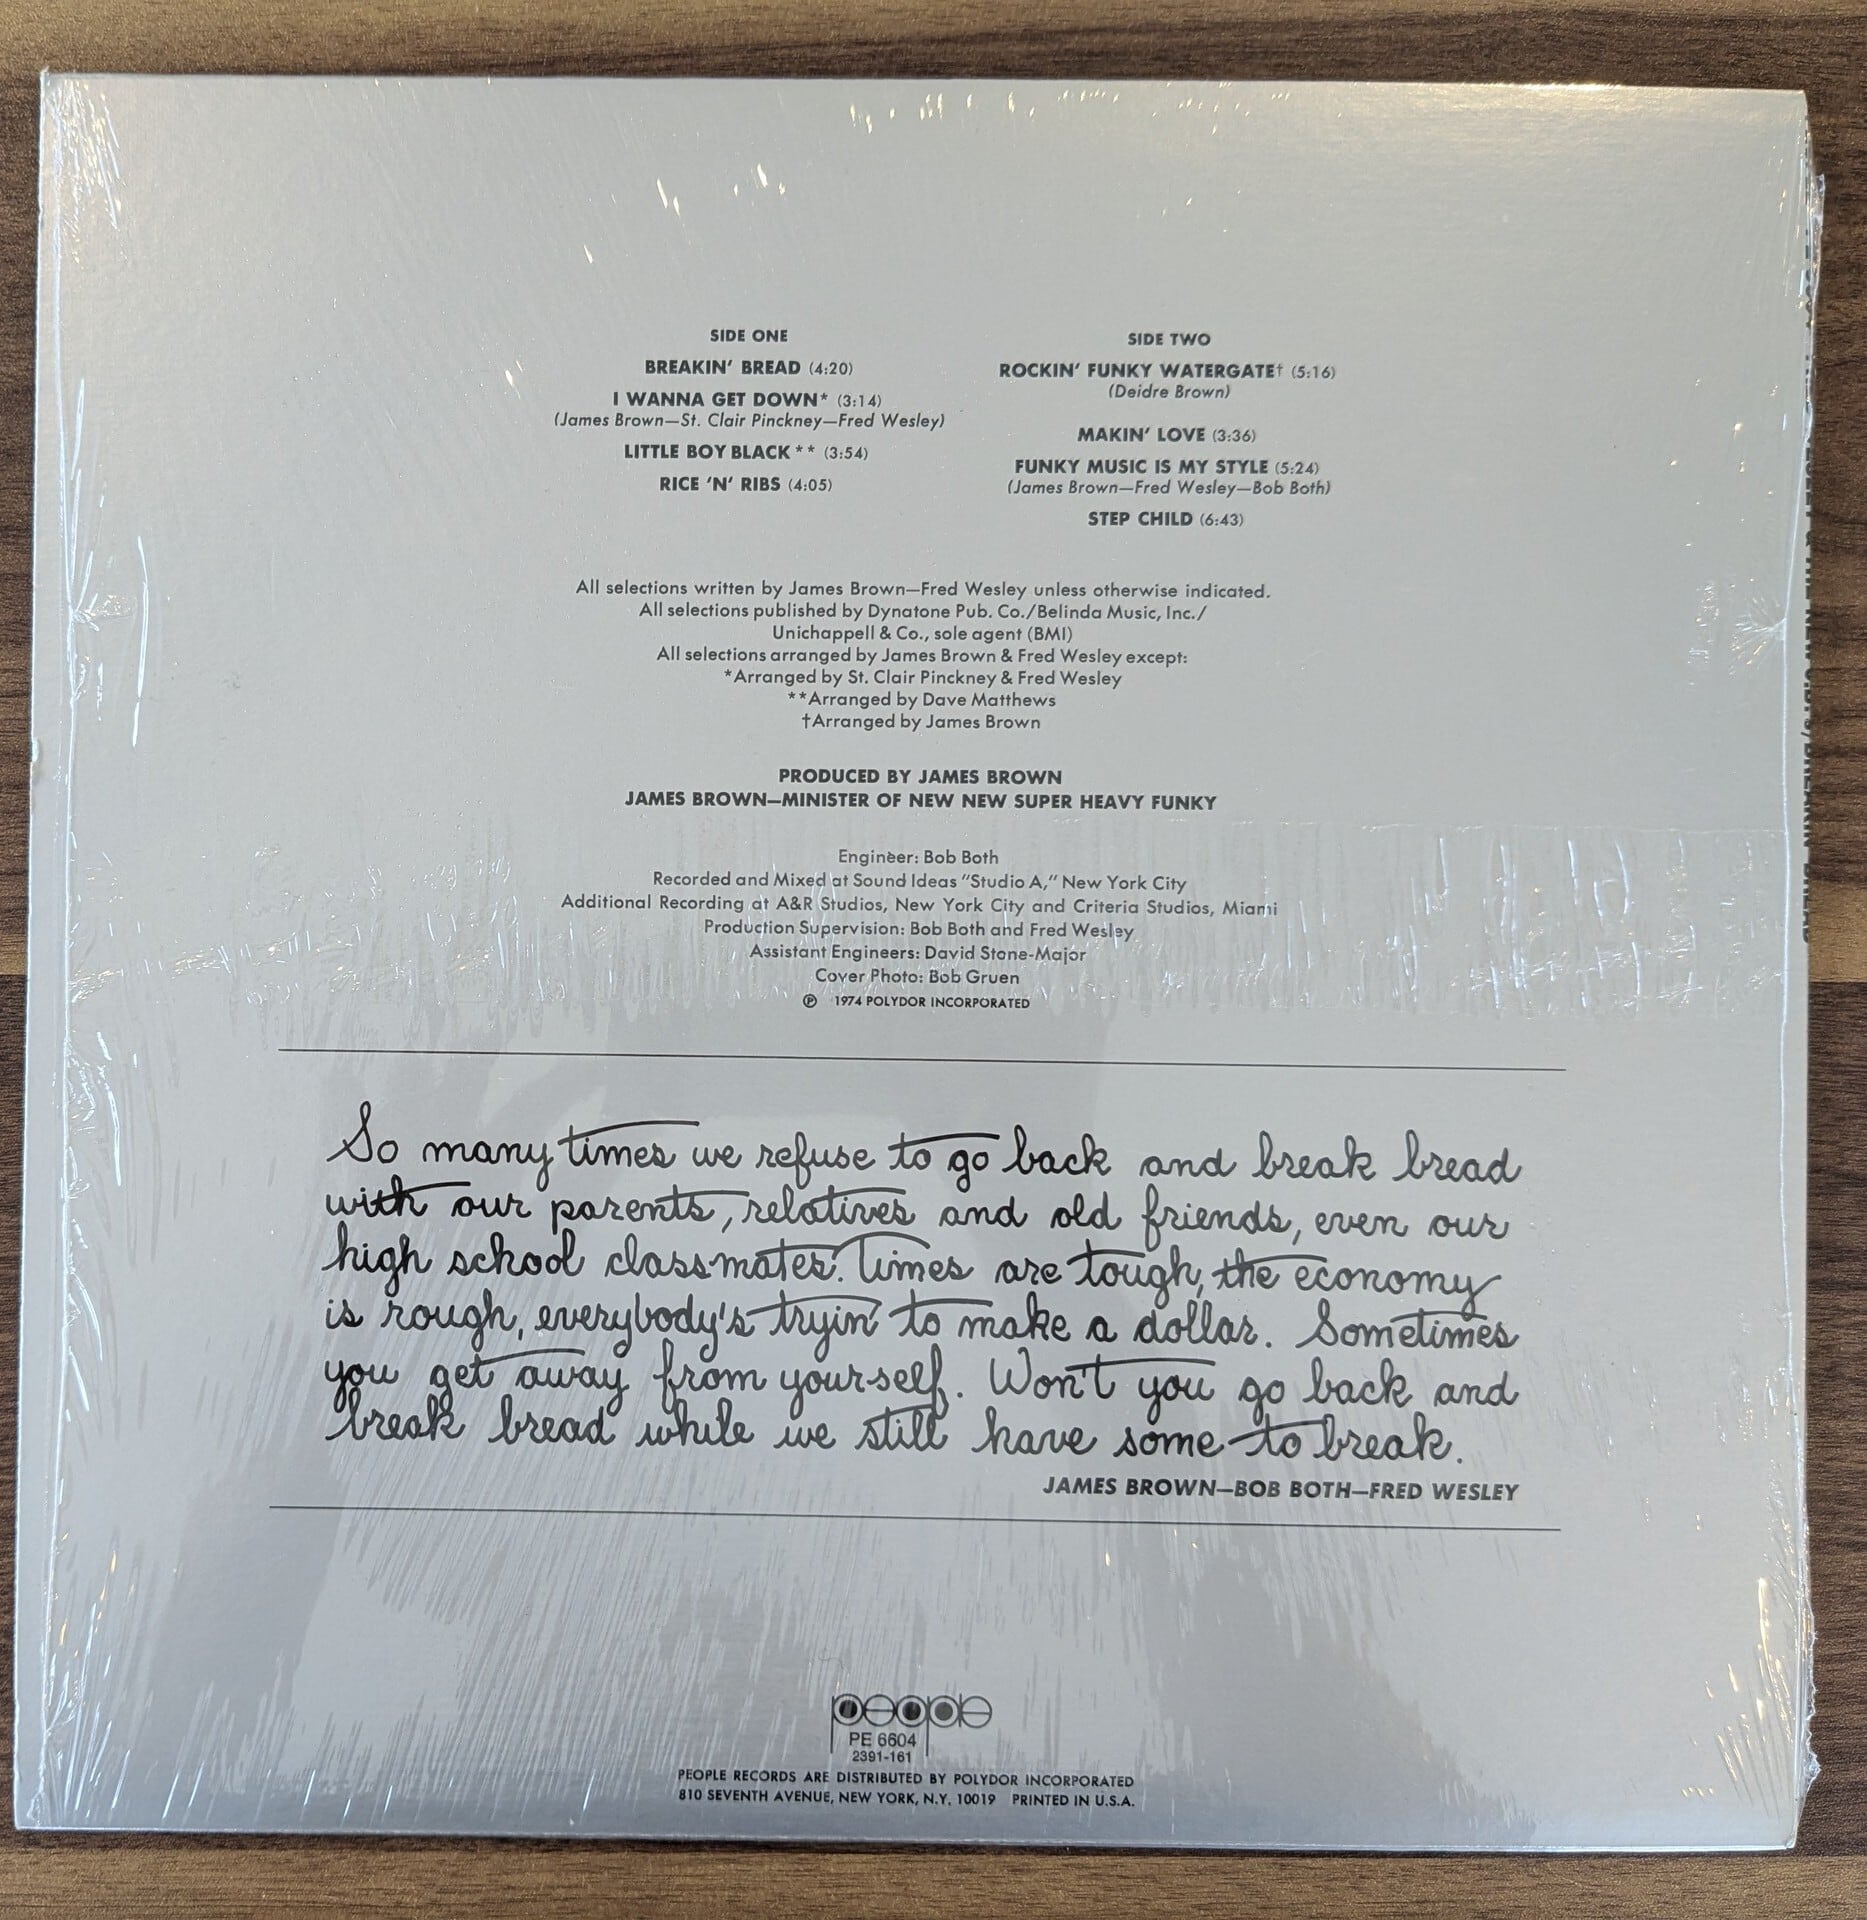 SIDE ONE
BREAKIN' BREAD (4:20)
I WANNA GET DOWN* (3:14)
(James Brown—St. Clair Pinckney—Fred Wesley)
LITTLE BOY BLACK** (3:54)
RICE 'N' RIBS (4:05)
SIDE TWO
ROCKIN' FUNKY WATERGATE† (5:16)
(Deidre Brown)
MAKIN' LOVE (3:36)
FUNKY MUSIC IS MY STYLE (5:24)
(James Brown—Fred Wesley—Bob Both)
STEP CHILD (6:43)
All selections written by James Brown—Fred Wesley unless otherwise indicated.
All selections published by Dynatone Pub. Co./Belinda Music, Inc./
Unichappell & Co., sole agent (BMI)
All selections arranged by James Brown & Fred Wesley except:
*Arranged by St. Clair Pinckney & Fred Wesley
**Arranged by Dave Matthews
†Arranged by James Brown
PRODUCED BY JAMES BROWN
JAMES BROWN—MINISTER OF NEW NEW SUPER HEAVY FUNKY
Engineer: Bob Both
Recorded and Mixed at Sound Ideas "Studio A," New York City
Additional Recording at A&R Studios, New York City and Criteria Studios, Miami
Production Supervision: Bob Both and Fred Wesley
Assistant Engineers: David Stone-Major
Cover Photo: Bob Gruen
℗ 1974 POLYDOR INCORPORATED
So many times we refuse to go back and break bread
with our parents, relatives and old friends, even our
high school classmates. Times are tough, the economy
is rough, everybody's tryin' to make a dollar. Sometimes
you get away from yourself. Won't you go back and
break bread while we still have some to break.
JAMES BROWN—BOB BOTH—FRED WESLEY
people
PE 6604
2391-161
PEOPLE RECORDS ARE DISTRIBUTED BY POLYDOR INCORPORATED
810 SEVENTH AVENUE, NEW YORK, N.Y. 10019 PRINTED IN U.S.A.